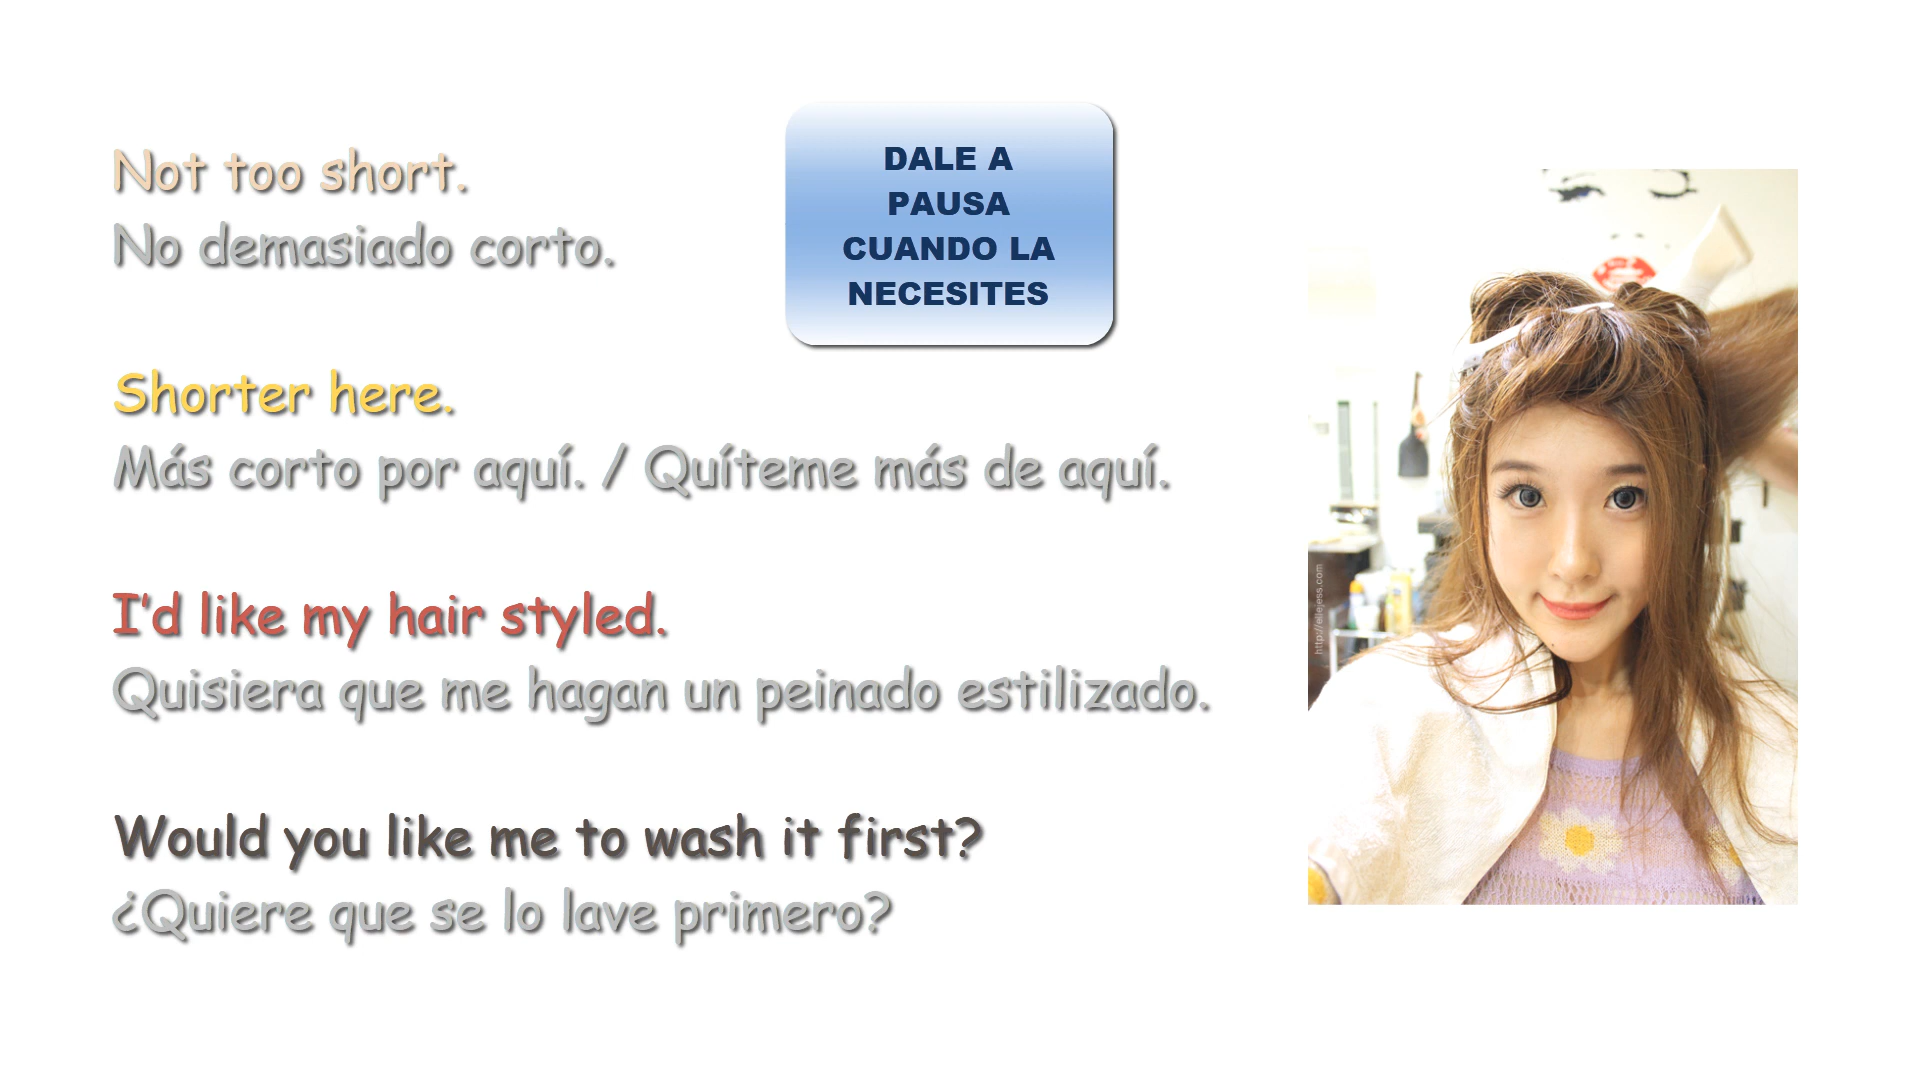 Not too short.
No demasiado corto.
DALE A
PAUSA
CUANDO LA
NECESITES
Shorter here.
Más corto por aquí. / Quíteme más de aquí.
I'd like my hair styled.
Quisiera que me hagan un peinado estilizado.
Would you like me to wash it first?
¿Quiere que se lo lave primero?